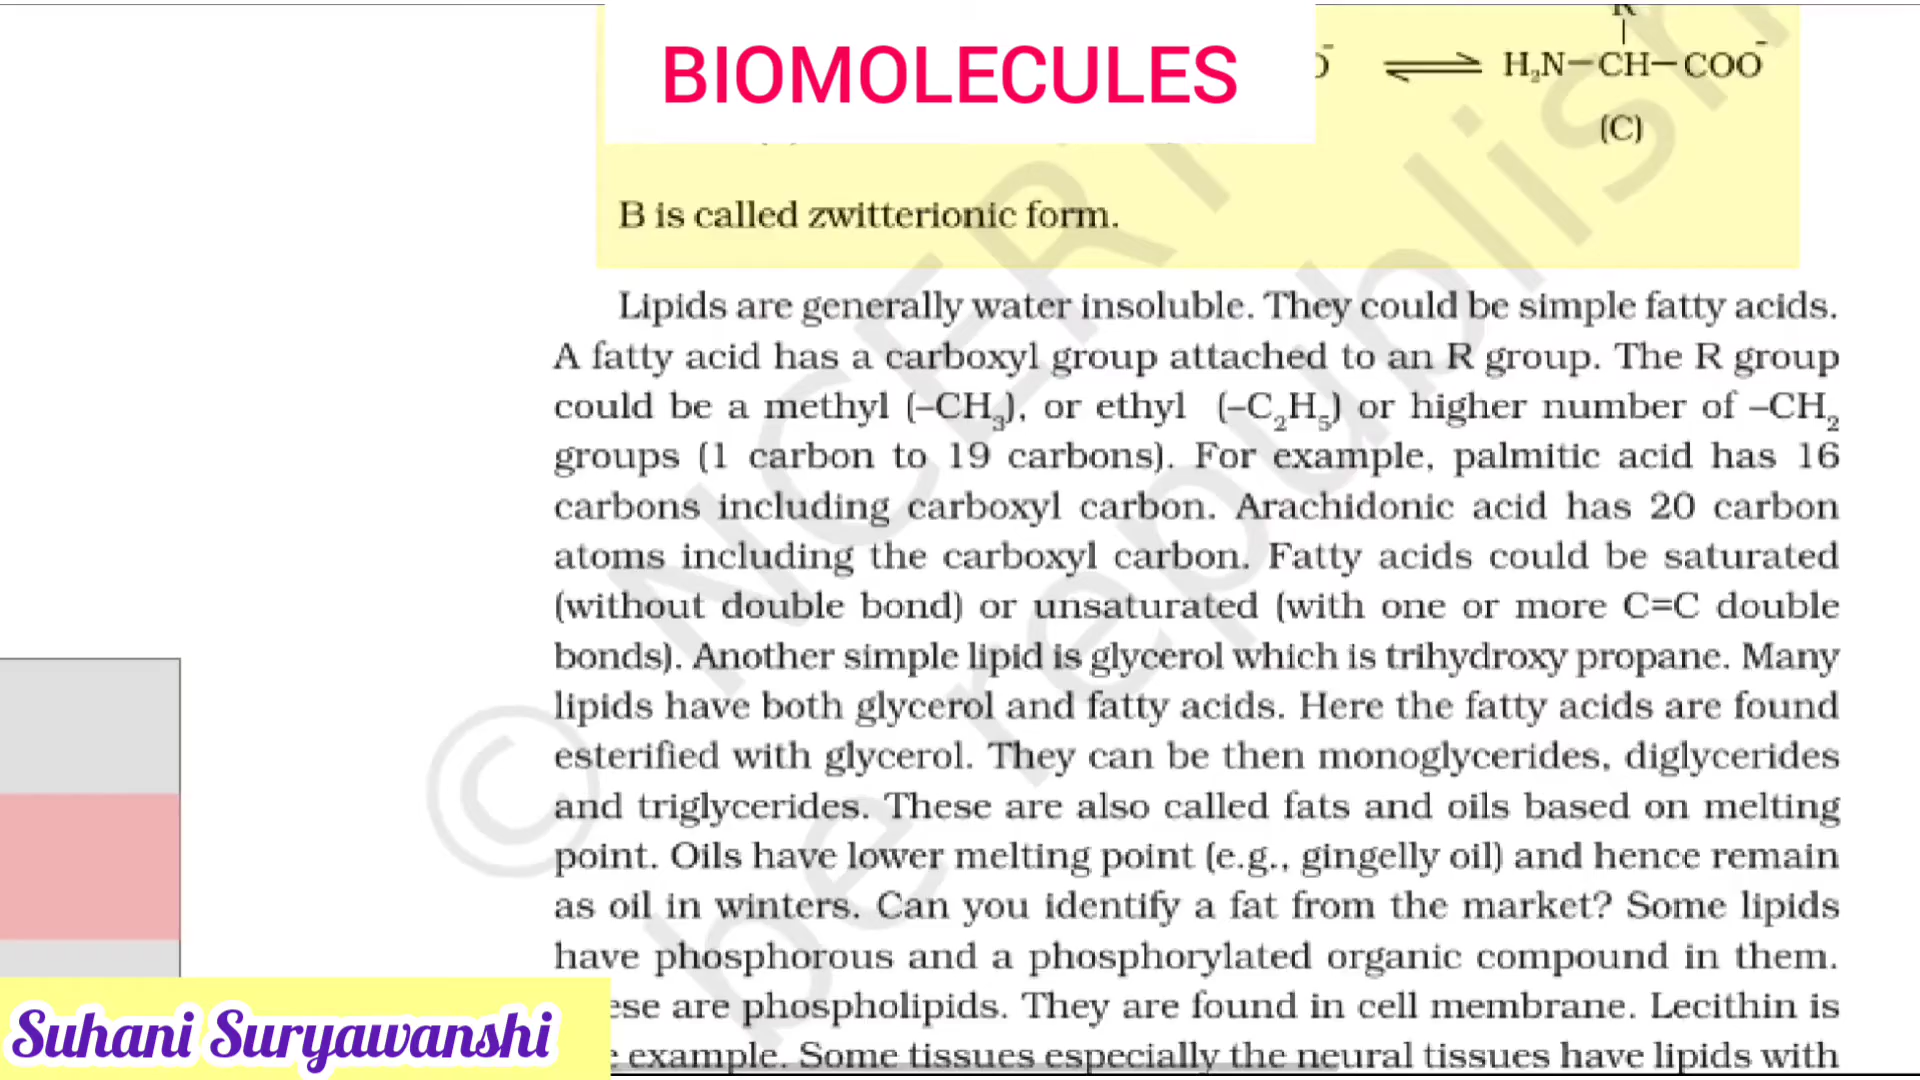 BIOMOLECULES
H₂N–CH–COO⁻
(C)
B is called zwitterionic form.
Lipids are generally water insoluble. They could be simple fatty acids.
A fatty acid has a carboxyl group attached to an R group. The R group
could be a methyl (–CH₃), or ethyl (–C₂H₅) or higher number of –CH₂
groups (1 carbon to 19 carbons). For example, palmitic acid has 16
carbons including carboxyl carbon. Arachidonic acid has 20 carbon
atoms including the carboxyl carbon. Fatty acids could be saturated
(without double bond) or unsaturated (with one or more C=C double
bonds). Another simple lipid is glycerol which is trihydroxy propane. Many
lipids have both glycerol and fatty acids. Here the fatty acids are found
esterified with glycerol. They can be then monoglycerides, diglycerides
and triglycerides. These are also called fats and oils based on melting
point. Oils have lower melting point (e.g., gingelly oil) and hence remain
as oil in winters. Can you identify a fat from the market? Some lipids
have phosphorous and a phosphorylated organic compound in them.
ese are phospholipids. They are found in cell membrane. Lecithin is
example. Some tissues especially the neural tissues have lipids with
Suhani Suryawanshi
© NCERT
be republish